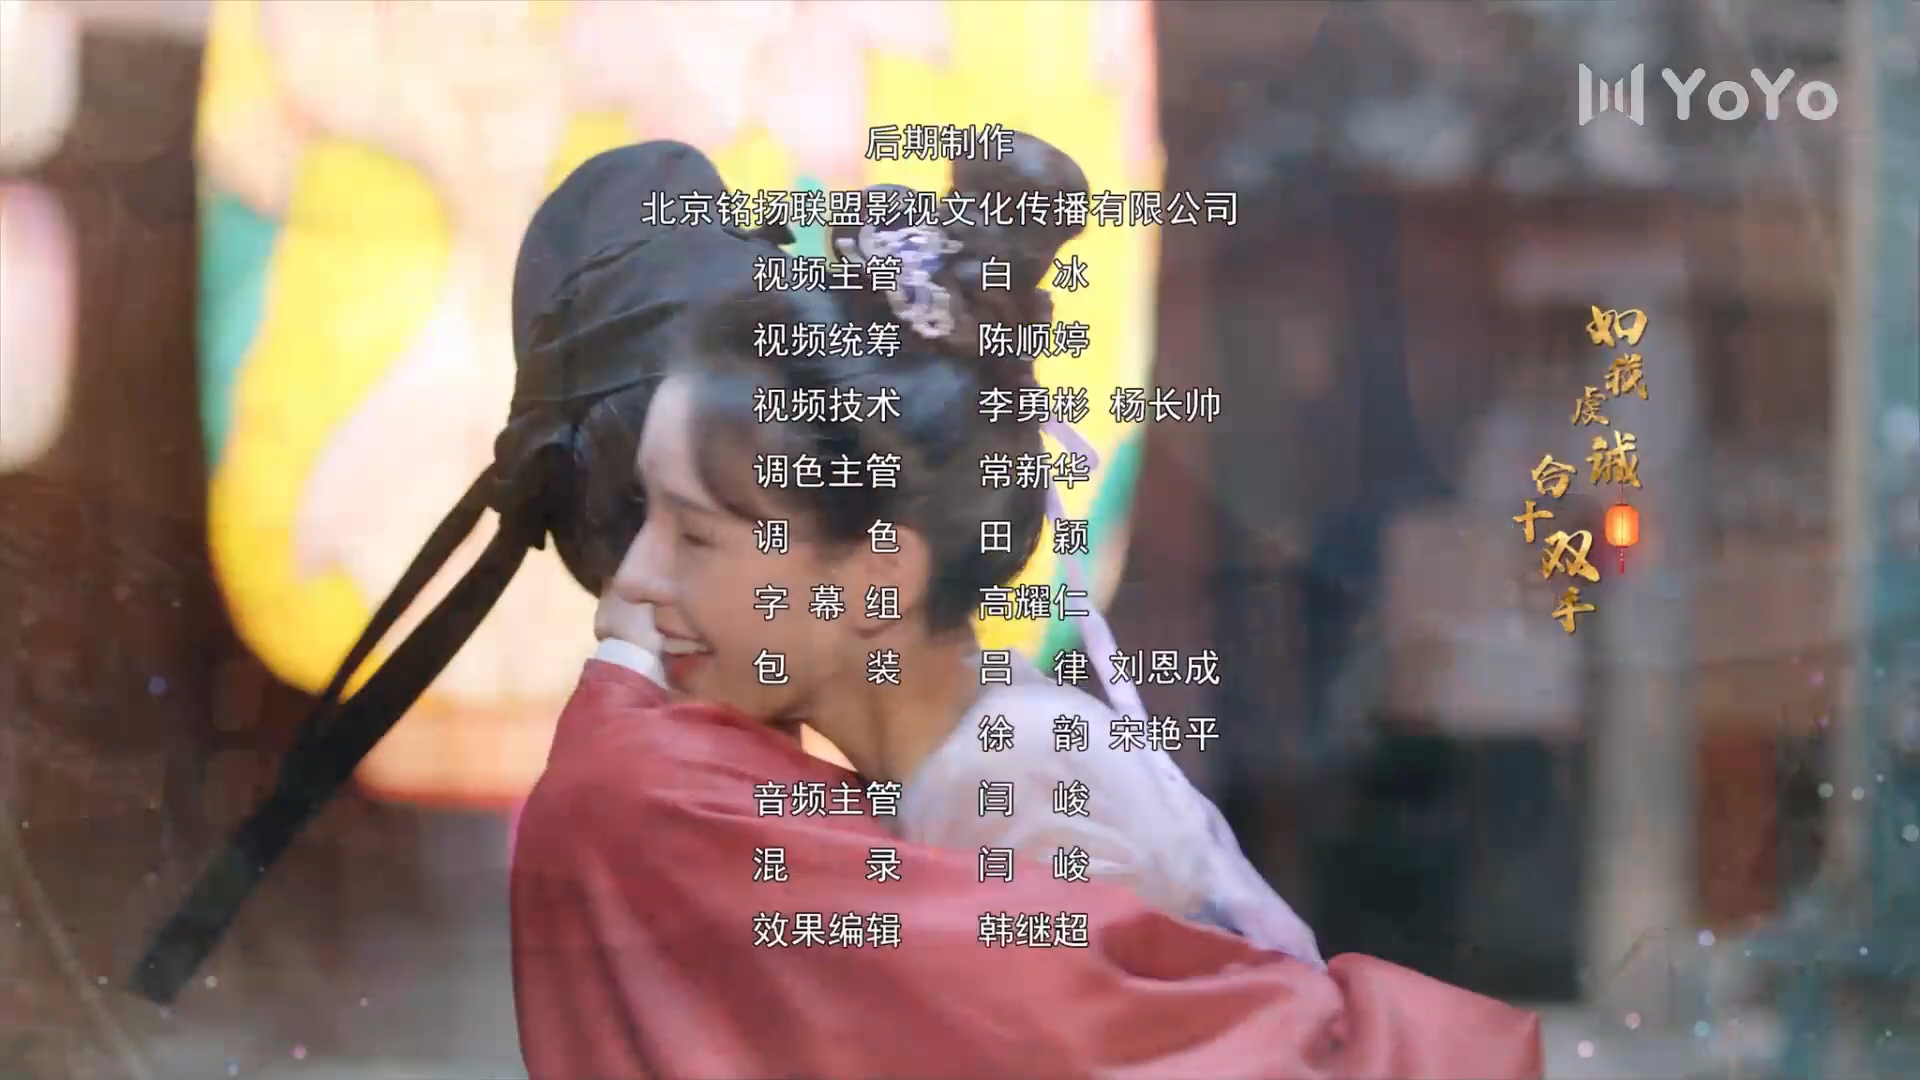 YoYo
后期制作
北京铭扬联盟影视文化传播有限公司
视频主管 白 冰
视频统筹 陈顺婷
视频技术 李勇彬 杨长帅
调色主管 常新华
调 色 田 颖
字 幕 组 高耀仁
包 装 吕 律 刘恩成
徐 韵 宋艳平
音频主管 闫 峻
混 录 闫 峻
效果编辑 韩继超
如我虔诚
合十双手